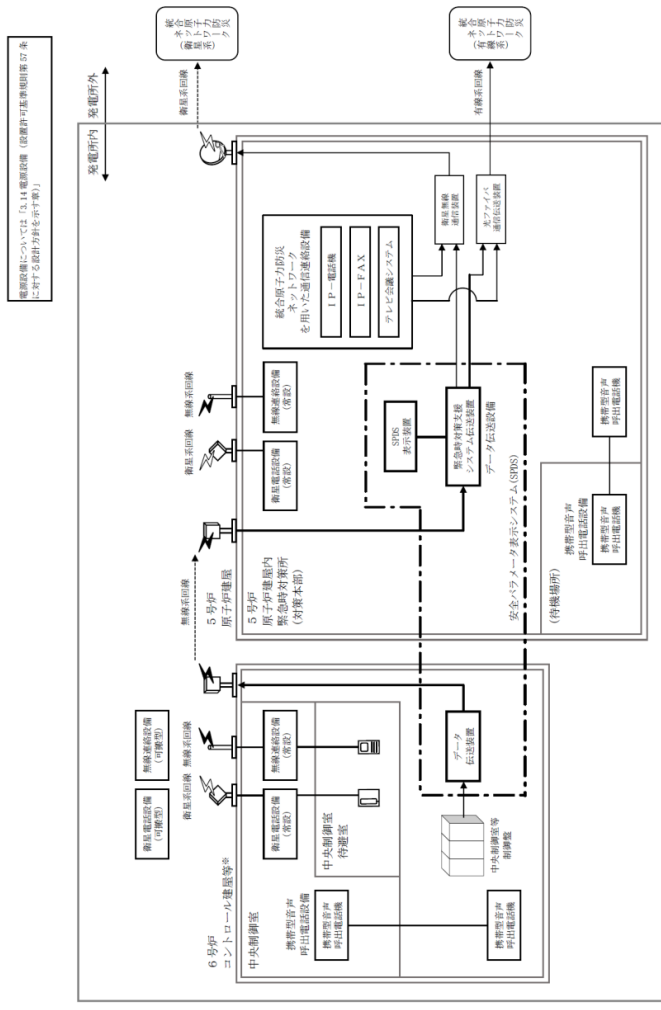 電源設備については「3.14 電源設備（設置許可基準規則第57条
に対する設計方針を示す章）」
発電所外
発電所内
統合原子力防災
ネットワーク
（衛星系）
統合原子力防災
ネットワーク
（有線系）
衛星系回線
有線系回線
衛星無線
通信装置
光ファイバ
通信伝送装置
統合原子力防災
ネットワーク
を用いた通信連絡設備
IP－電話機
IP－FAX
テレビ会議システム
無線系回線
衛星系回線
無線連絡設備
（常設）
衛星電話設備
（常設）
SPDS
表示装置
緊急時対策支援
システム伝送装置
データ伝送設備
安全パラメータ表示システム(SPDS)
5号炉
原子炉建屋
5号炉
原子炉建屋内
緊急時対策所
（対策本部）
（待機場所）
携帯型音声
呼出電話設備
携帯型音声
呼出電話機
携帯型音声
呼出電話機
無線系回線
無線連絡設備
（可搬型）
衛星電話設備
（可搬型）
衛星系回線
無線系回線
6号炉
コントロール建屋等※
中央制御室
無線連絡設備
（常設）
衛星電話設備
（常設）
中央制御室
待避室
データ
伝送装置
中央制御室等
制御盤
携帯型音声
呼出電話設備
携帯型音声
呼出電話機
携帯型音声
呼出電話機